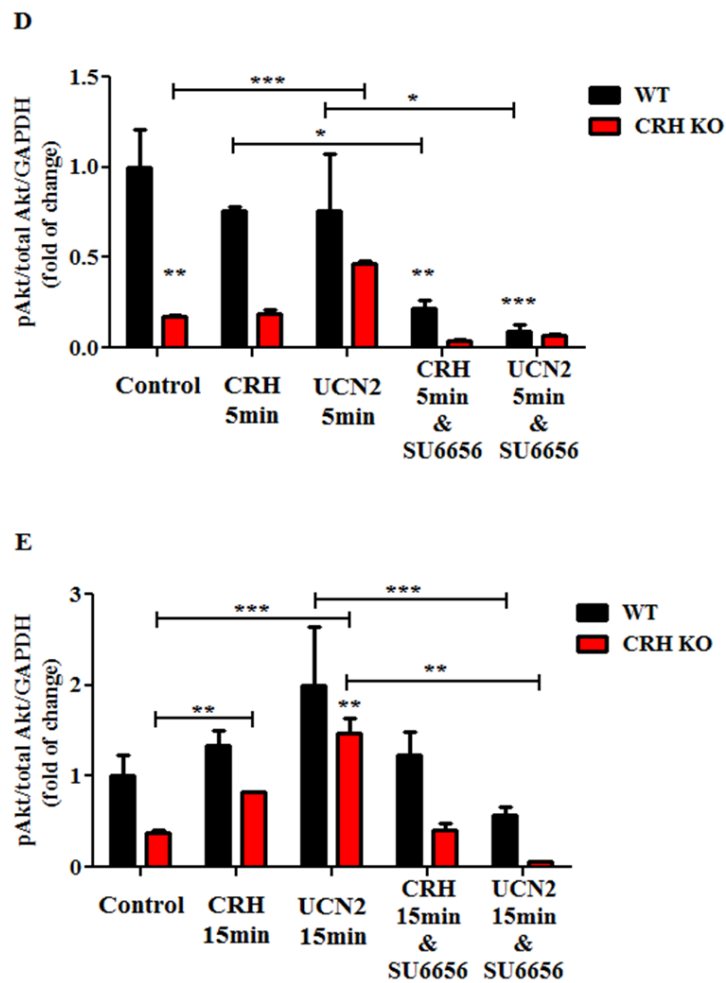 D
pAkt/total Akt/GAPDH
(fold of change)
1.5
1.0
0.5
0.0
***
*
*
**
**
***
WT
CRH KO
Control
CRH
5min
UCN2
5min
CRH
5min
&
SU6656
UCN2
5min
&
SU6656
E
pAkt/total Akt/GAPDH
(fold of change)
3
2
1
0
***
***
**
**
**
WT
CRH KO
Control
CRH
15min
UCN2
15min
CRH
15min
&
SU6656
UCN2
15min
&
SU6656